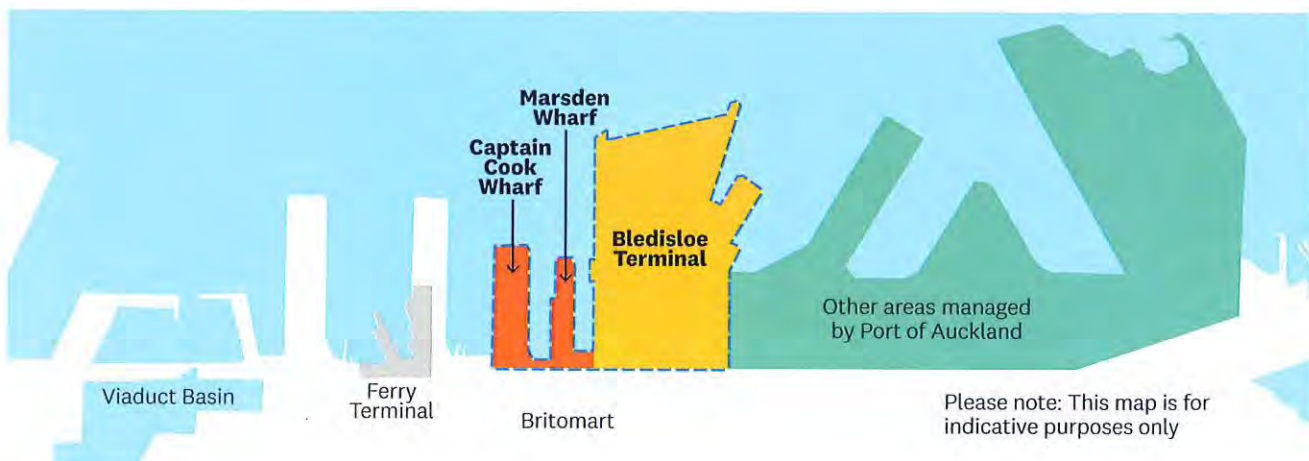 Marsden
Wharf
Captain
Cook
Wharf
Bledisloe
Terminal
Other areas managed
by Port of Auckland
Viaduct Basin
Ferry
Terminal
Britomart
Please note: This map is for
indicative purposes only